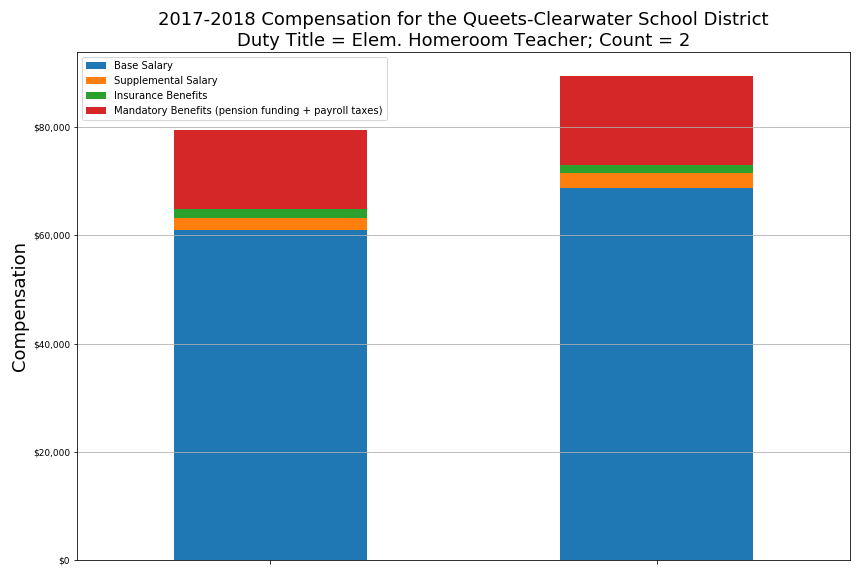 2017-2018 Compensation for the Queets-Clearwater School District
Duty Title = Elem. Homeroom Teacher; Count = 2
Base Salary
Supplemental Salary
Insurance Benefits
Mandatory Benefits (pension funding + payroll taxes)
$80,000
$60,000
$40,000
$20,000
$0
Compensation